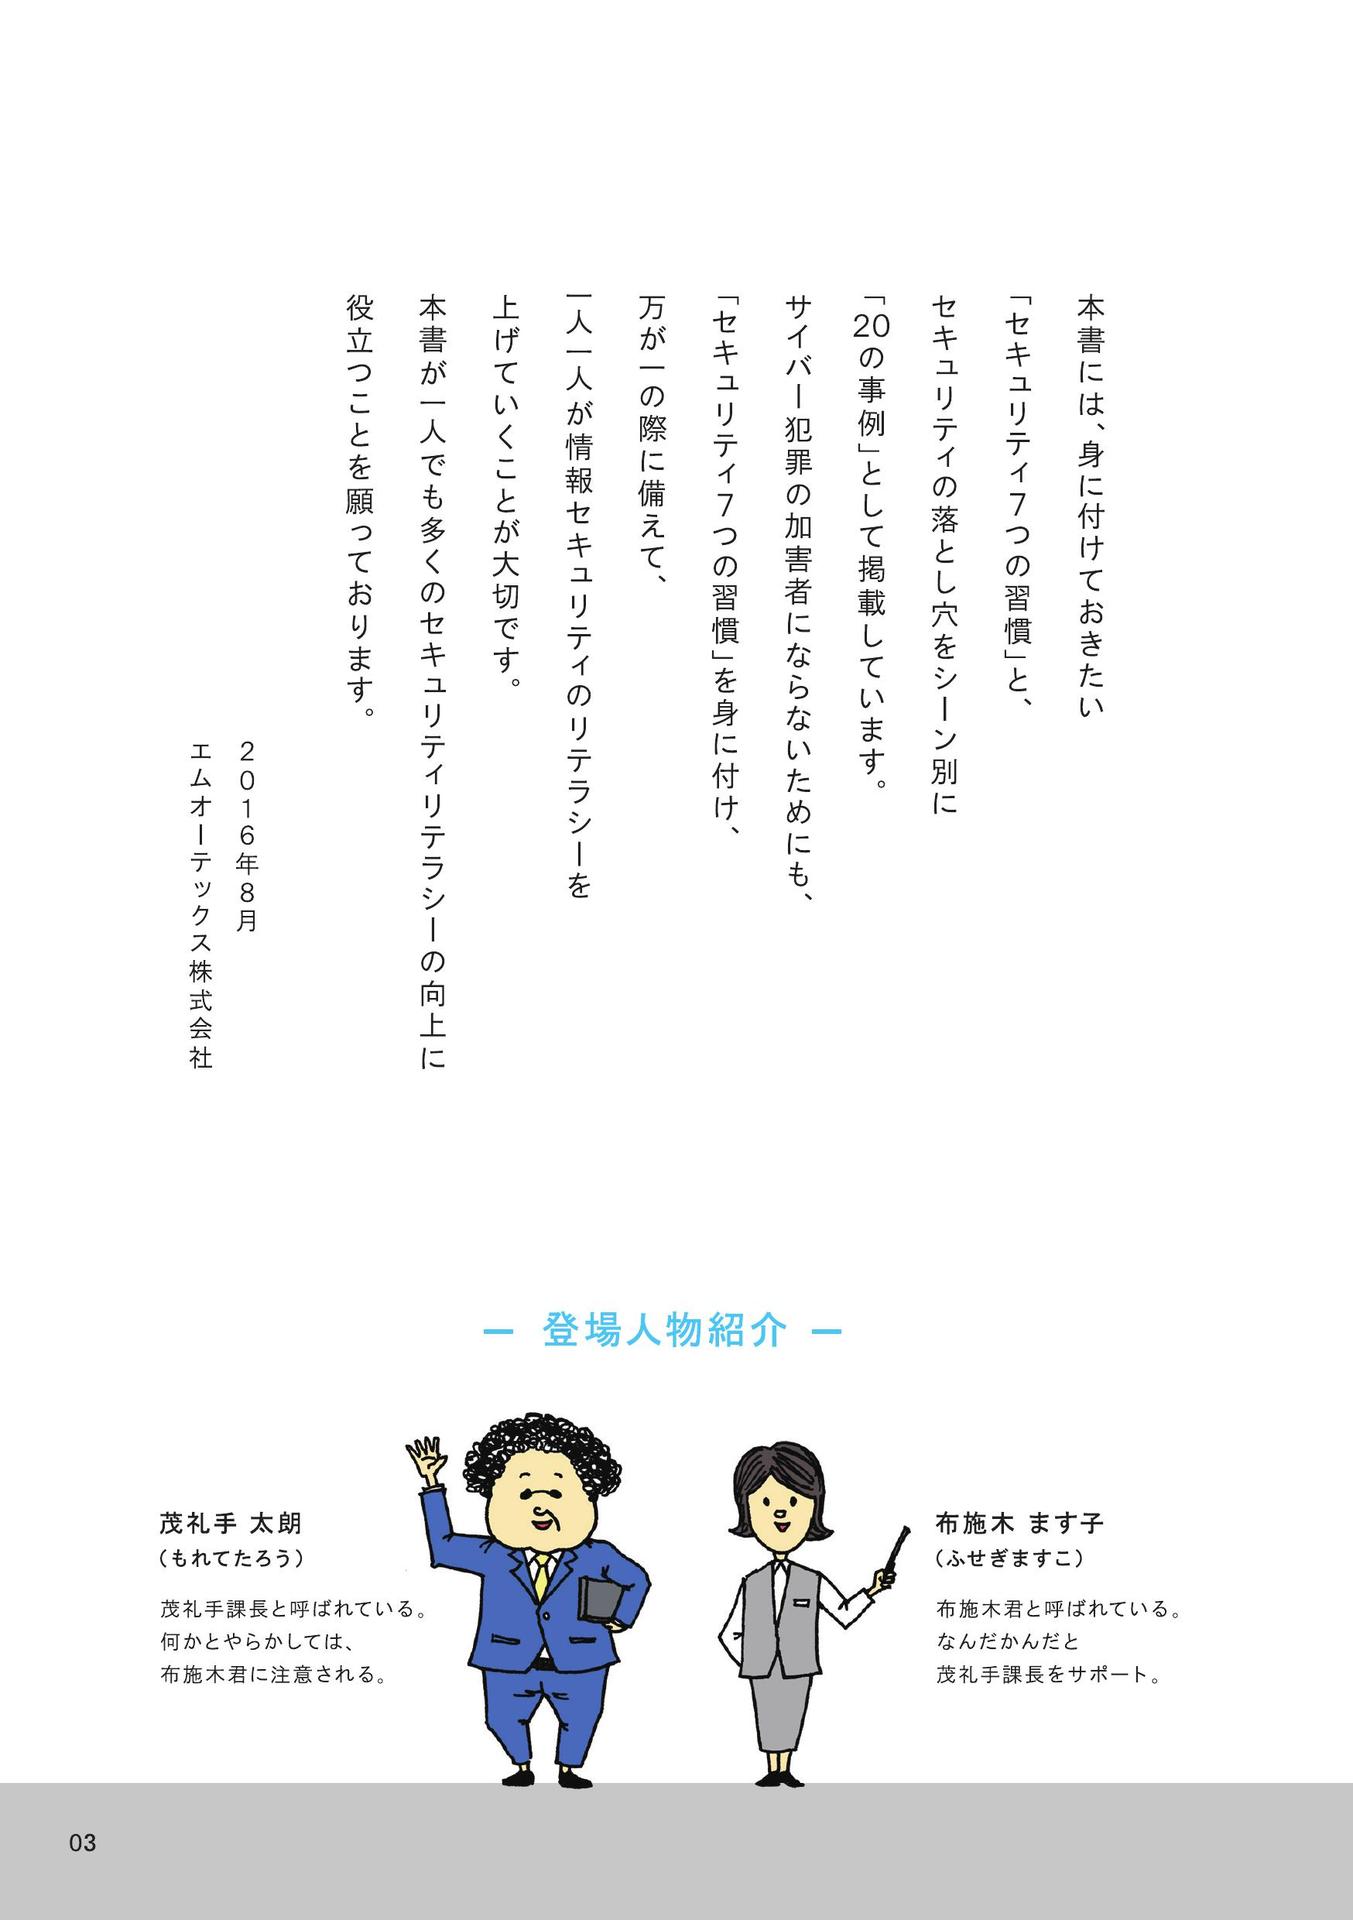 本書には、身に付けておきたい
「セキュリティ7つの習慣」と、
セキュリティの落とし穴をシーン別に
「20の事例」として掲載しています。
サイバー犯罪の加害者にならないためにも、
「セキュリティ7つの習慣」を身に付け、
万が一の際に備えて、
一人一人が情報セキュリティのリテラシーを
上げていくことが大切です。
本書が一人でも多くのセキュリティリテラシーの向上に
役立つことを願っております。
2016年8月
エムオーテックス株式会社
― 登場人物紹介 ―
茂礼手 太朗
（もれてたろう）
茂礼手課長と呼ばれている。
何かとやらかしては、
布施木君に注意される。
布施木 ます子
（ふせぎますこ）
布施木君と呼ばれている。
なんだかんだと
茂礼手課長をサポート。
03